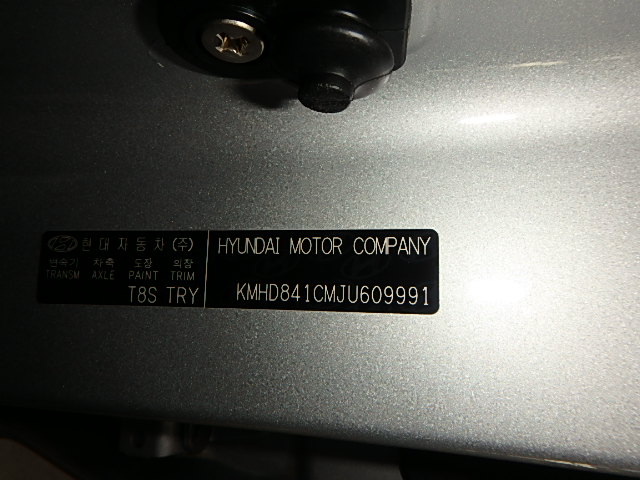 현대자동차(주)
변속기 차축 도장 의장
TRANSM AXLE PAINT TRIM
T8S TRY
HYUNDAI MOTOR COMPANY
KMHD841CMJU609991